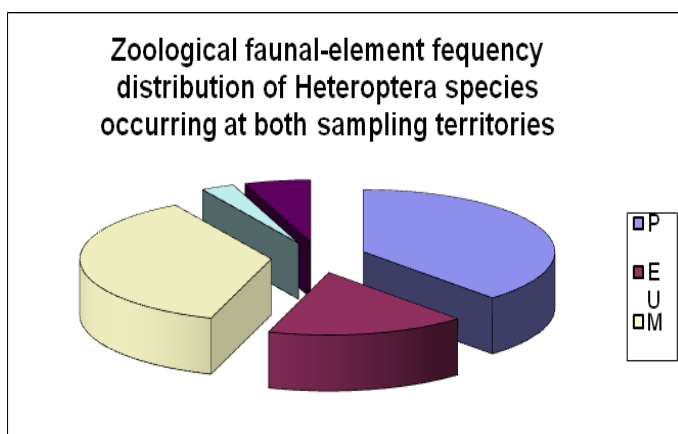 Zoological faunal-element fequency
distribution of Heteroptera species
occurring at both sampling territories
P
E
U
M